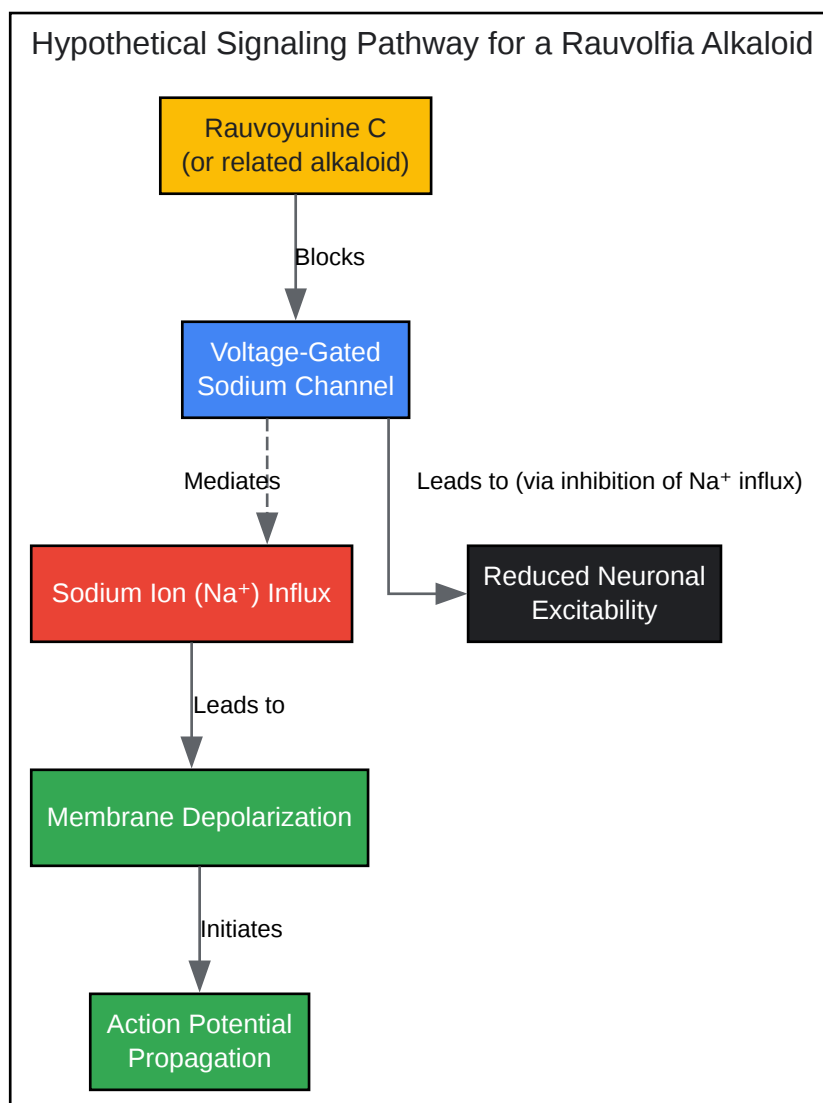 Hypothetical Signaling Pathway for a Rauvolfia Alkaloid
Rauvoyunine C
(or related alkaloid)
Blocks
Voltage-Gated
Sodium Channel
Mediates
Leads to (via inhibition of Na⁺ influx)
Sodium Ion (Na⁺) Influx
Reduced Neuronal
Excitability
Leads to
Membrane Depolarization
Initiates
Action Potential
Propagation